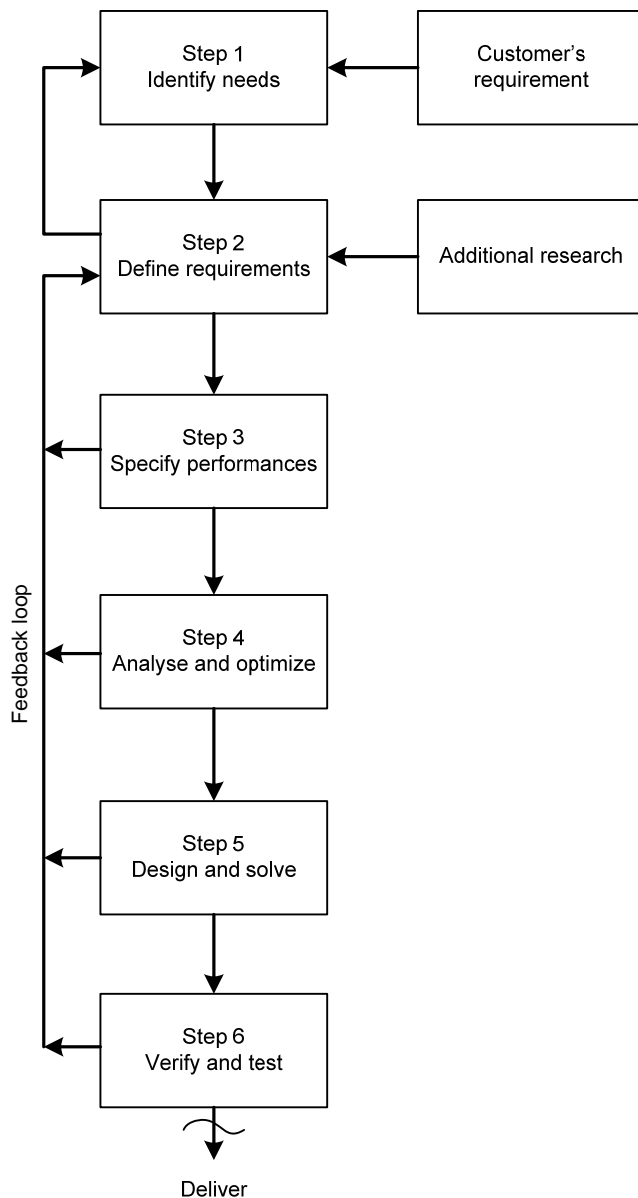 Step 1
Identify needs
Customer's
requirement
Step 2
Define requirements
Additional research
Step 3
Specify performances
Feedback loop
Step 4
Analyse and optimize
Step 5
Design and solve
Step 6
Verify and test
Deliver